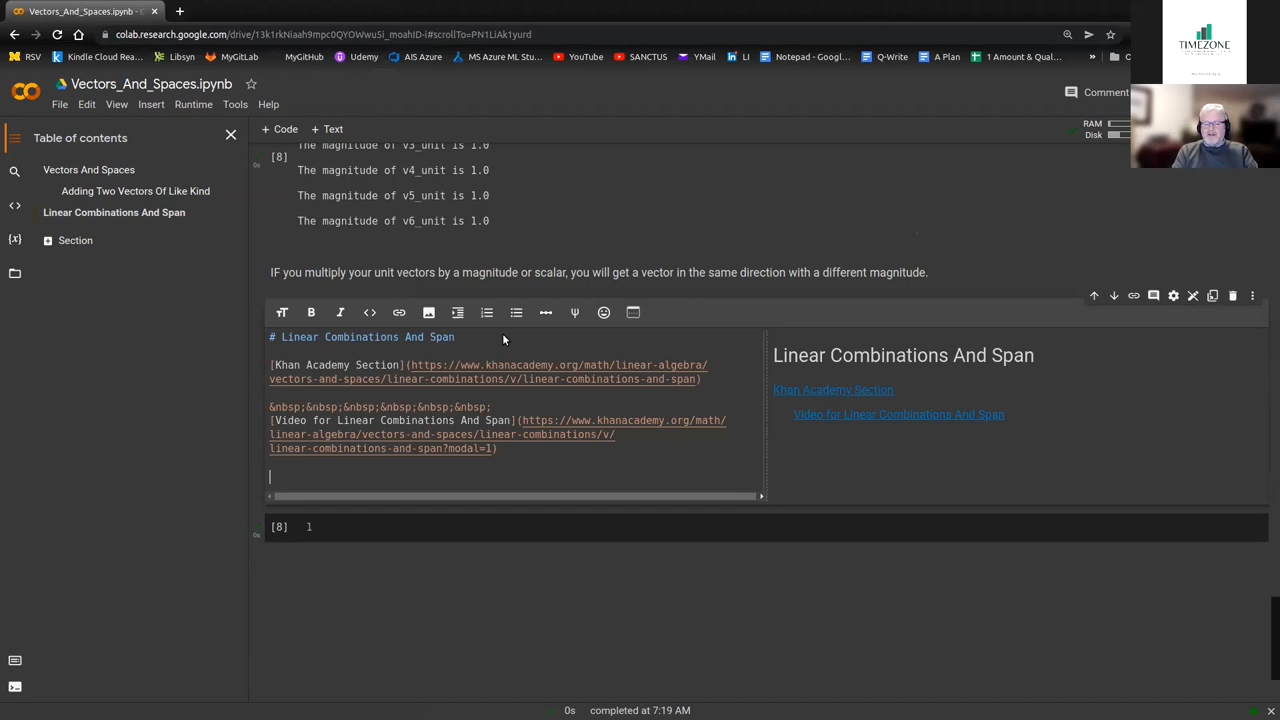 Vectors_And_Spaces.ipynb - C
colab.research.google.com/drive/13k1rkNiaah9mpc0QYOWwu5i_moahID-i#scrollTo=PN1LiAk1yurd
RSV
Kindle Cloud Rea...
Libsyn
MyGitLab
MyGitHub
Udemy
AIS Azure
MS Azure ML Stu...
YouTube
SANCTUS
YMail
LI
Notepad - Googl...
Q-Write
A Plan
1 Amount & Qual...
»
TIMEZONE
Vectors_And_Spaces.ipynb
File Edit View Insert Runtime Tools Help
Comment
RAM
Disk
Table of contents
Vectors And Spaces
Adding Two Vectors Of Like Kind
Linear Combinations And Span
Section
+ Code + Text
The magnitude of v3_unit is 1.0
[8]
0s
The magnitude of v4_unit is 1.0
The magnitude of v5_unit is 1.0
The magnitude of v6_unit is 1.0
IF you multiply your unit vectors by a magnitude or scalar, you will get a vector in the same direction with a different magnitude.
# Linear Combinations And Span
[Khan Academy Section](https://www.khanacademy.org/math/linear-algebra/
vectors-and-spaces/linear-combinations/v/linear-combinations-and-span)
&nbsp;&nbsp;&nbsp;&nbsp;&nbsp;&nbsp;
[Video for Linear Combinations And Span](https://www.khanacademy.org/math/
linear-algebra/vectors-and-spaces/linear-combinations/v/
linear-combinations-and-span?modal=1)
Linear Combinations And Span
Khan Academy Section
Video for Linear Combinations And Span
[8] 1
0s
0s completed at 7:19 AM